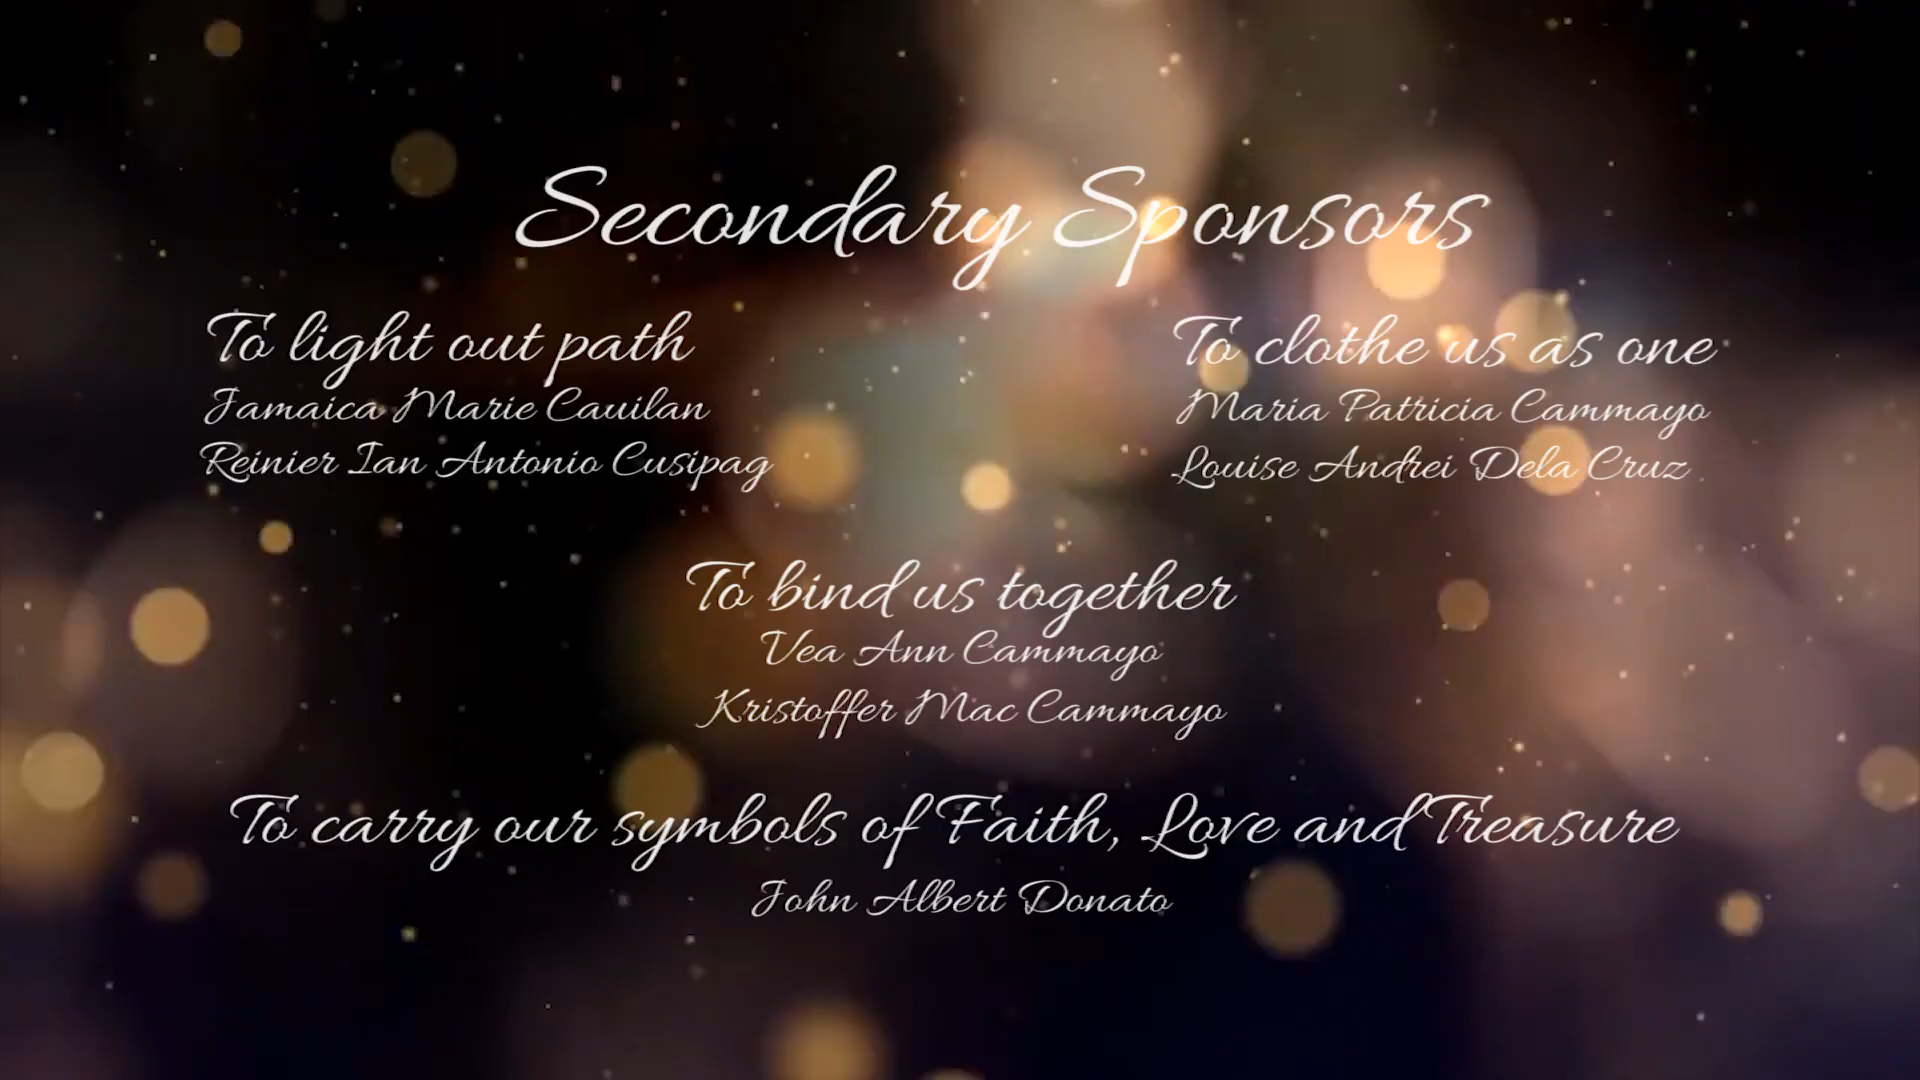 Secondary Sponsors
To light out path
Jamaica Marie Cauilan
Reinier Ian Antonio Cusipag
To clothe us as one
Maria Patricia Cammayo
Louise Andrei Dela Cruz
To bind us together
Vea Ann Cammayo
Kristoffer Mac Cammayo
To carry our symbols of Faith, Love and Treasure
John Albert Donato